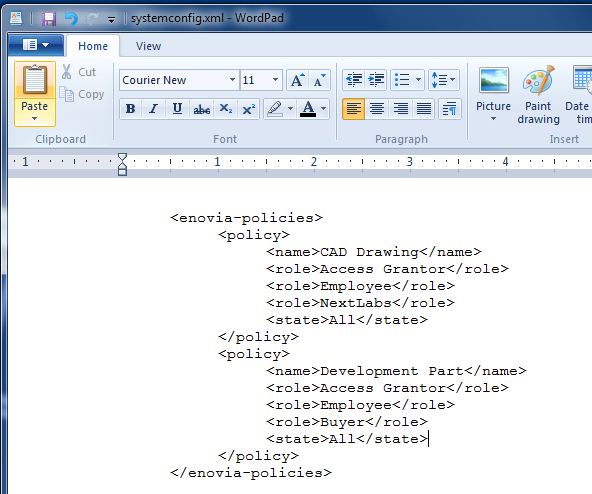 systemconfig.xml - WordPad
Home View
Paste
Cut
Copy
Clipboard
Courier New 11 A A
B I U abc X₂ X² A
Font
Paragraph
Picture
Paint drawing
Date tim
Insert
1 1 2 3 4
<enovia-policies>
<policy>
<name>CAD Drawing</name>
<role>Access Grantor</role>
<role>Employee</role>
<role>NextLabs</role>
<state>All</state>
</policy>
<policy>
<name>Development Part</name>
<role>Access Grantor</role>
<role>Employee</role>
<role>Buyer</role>
<state>All</state>
</policy>
</enovia-policies>